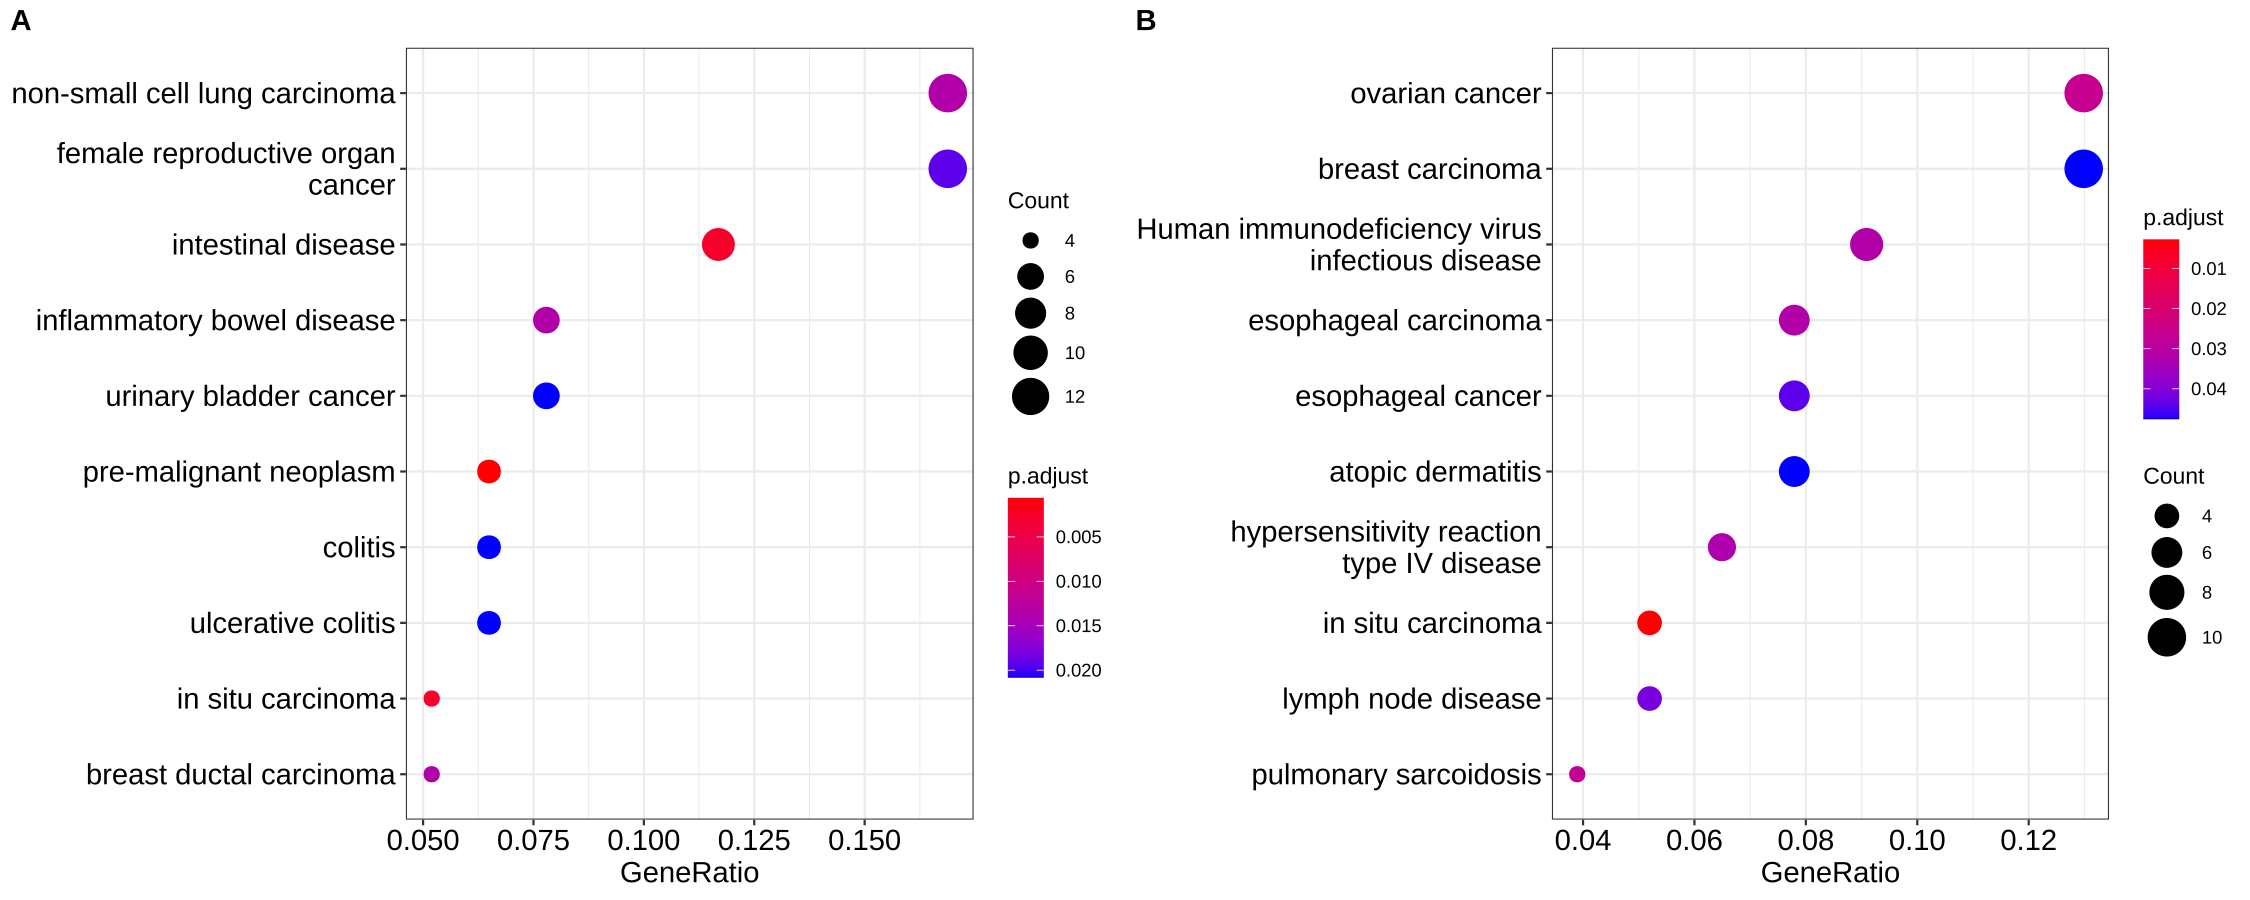 A
non-small cell lung carcinoma
female reproductive organ
cancer
intestinal disease
inflammatory bowel disease
urinary bladder cancer
pre-malignant neoplasm
colitis
ulcerative colitis
in situ carcinoma
breast ductal carcinoma
0.050 0.075 0.100 0.125 0.150
GeneRatio
Count
4
6
8
10
12
p.adjust
0.005
0.010
0.015
0.020
B
ovarian cancer
breast carcinoma
Human immunodeficiency virus
infectious disease
esophageal carcinoma
esophageal cancer
atopic dermatitis
hypersensitivity reaction
type IV disease
in situ carcinoma
lymph node disease
pulmonary sarcoidosis
0.04 0.06 0.08 0.10 0.12
GeneRatio
p.adjust
0.01
0.02
0.03
0.04
Count
4
6
8
10